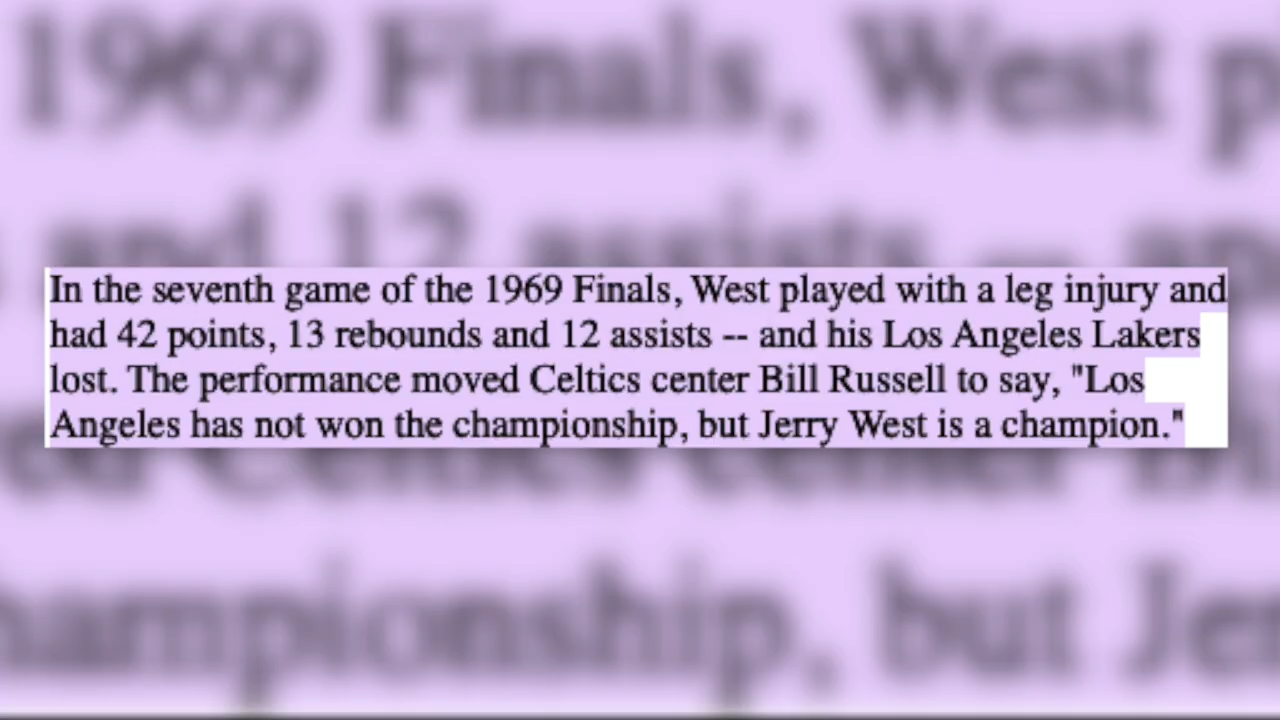 In the seventh game of the 1969 Finals, West played with a leg injury and
had 42 points, 13 rebounds and 12 assists -- and his Los Angeles Lakers
lost. The performance moved Celtics center Bill Russell to say, "Los
Angeles has not won the championship, but Jerry West is a champion."